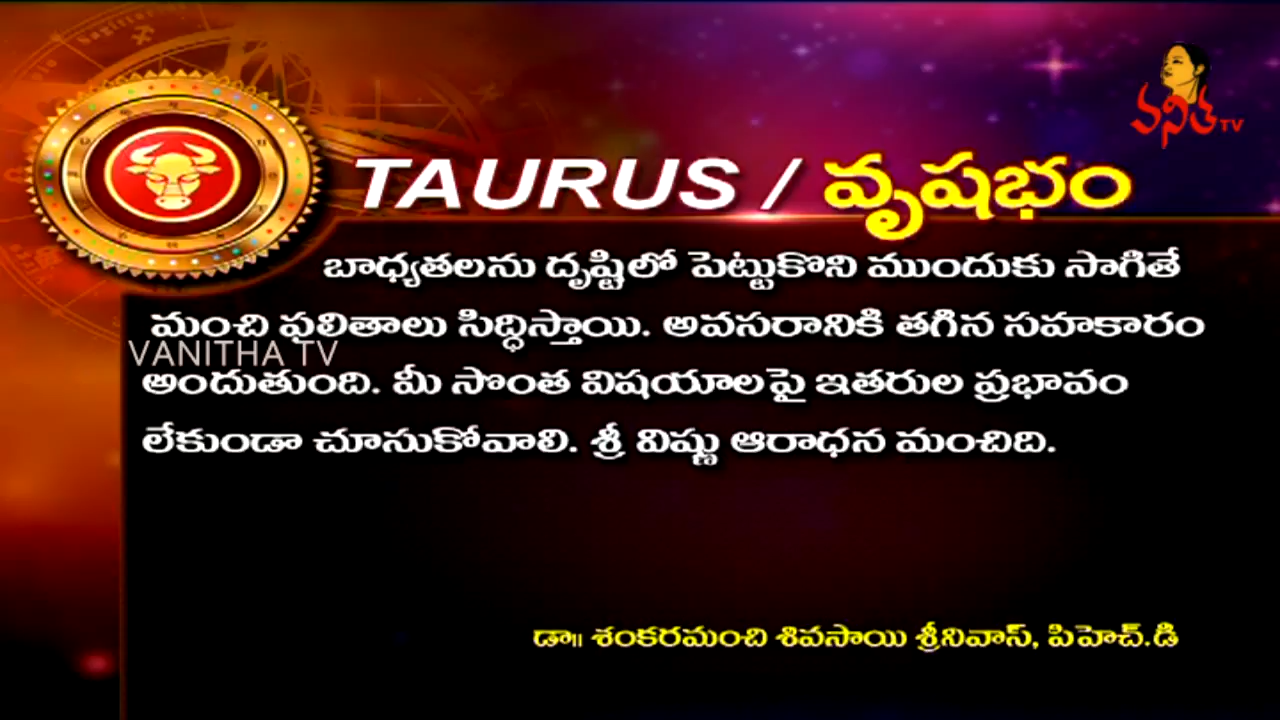 వనిత TV
TAURUS / వృషభం
బాధ్యతలను దృష్టిలో పెట్టుకొని ముందుకు సాగితే
మంచి ఫలితాలు సిద్ధిస్తాయి. అవసరానికి తగిన సహకారం
VANITHA TV
అందుతుంది. మీ సొంత విషయాలపై ఇతరుల ప్రభావం
లేకుండా చూసుకోవాలి. శ్రీ విష్ణు ఆరాధన మంచిది.
డా॥ శంకరమంచి శివసాయి శ్రీనివాస్, పిహెచ్.డి